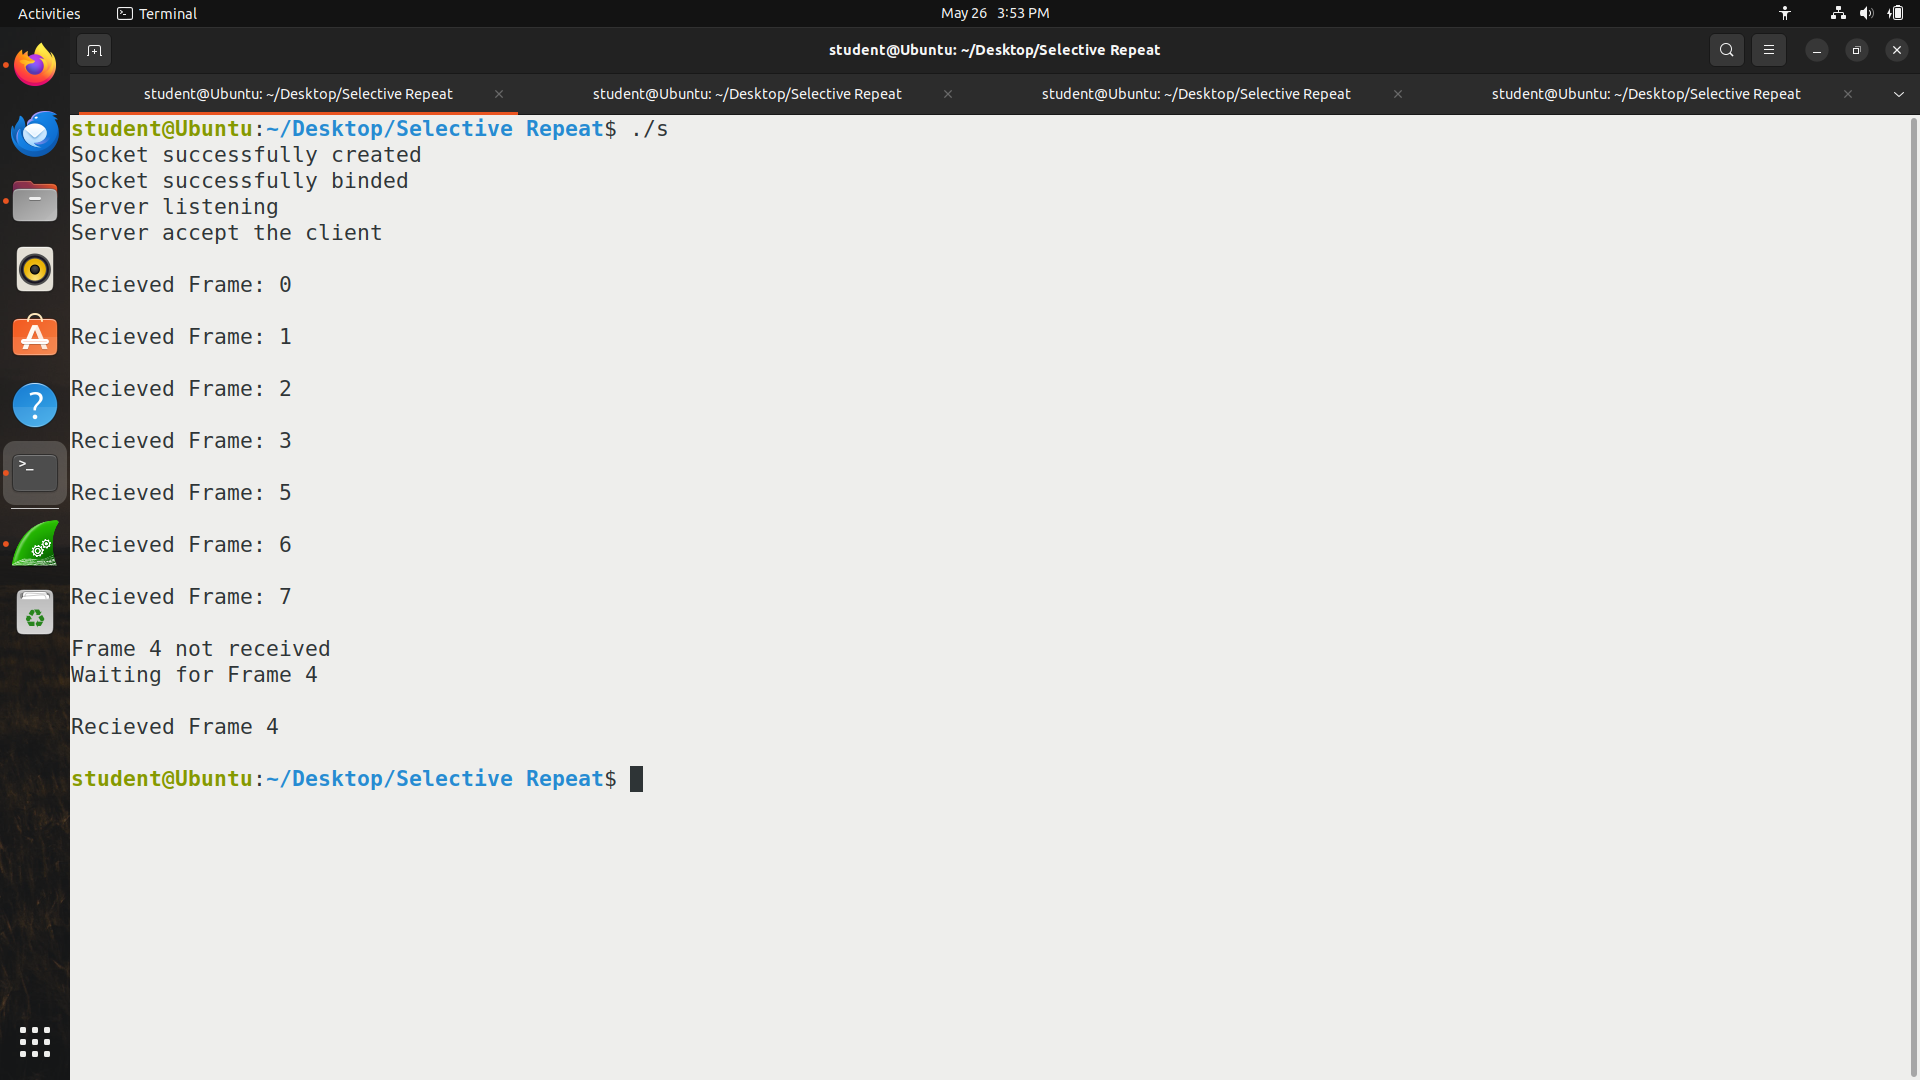 Activities Terminal May 26 3:53 PM
student@Ubuntu: ~/Desktop/Selective Repeat
student@Ubuntu: ~/Desktop/Selective Repeat student@Ubuntu: ~/Desktop/Selective Repeat student@Ubuntu: ~/Desktop/Selective Repeat student@Ubuntu: ~/Desktop/Selective Repeat
student@Ubuntu:~/Desktop/Selective Repeat$ ./s
Socket successfully created
Socket successfully binded
Server listening
Server accept the client
Recieved Frame: 0
Recieved Frame: 1
Recieved Frame: 2
Recieved Frame: 3
Recieved Frame: 5
Recieved Frame: 6
Recieved Frame: 7
Frame 4 not received
Waiting for Frame 4
Recieved Frame 4
student@Ubuntu:~/Desktop/Selective Repeat$